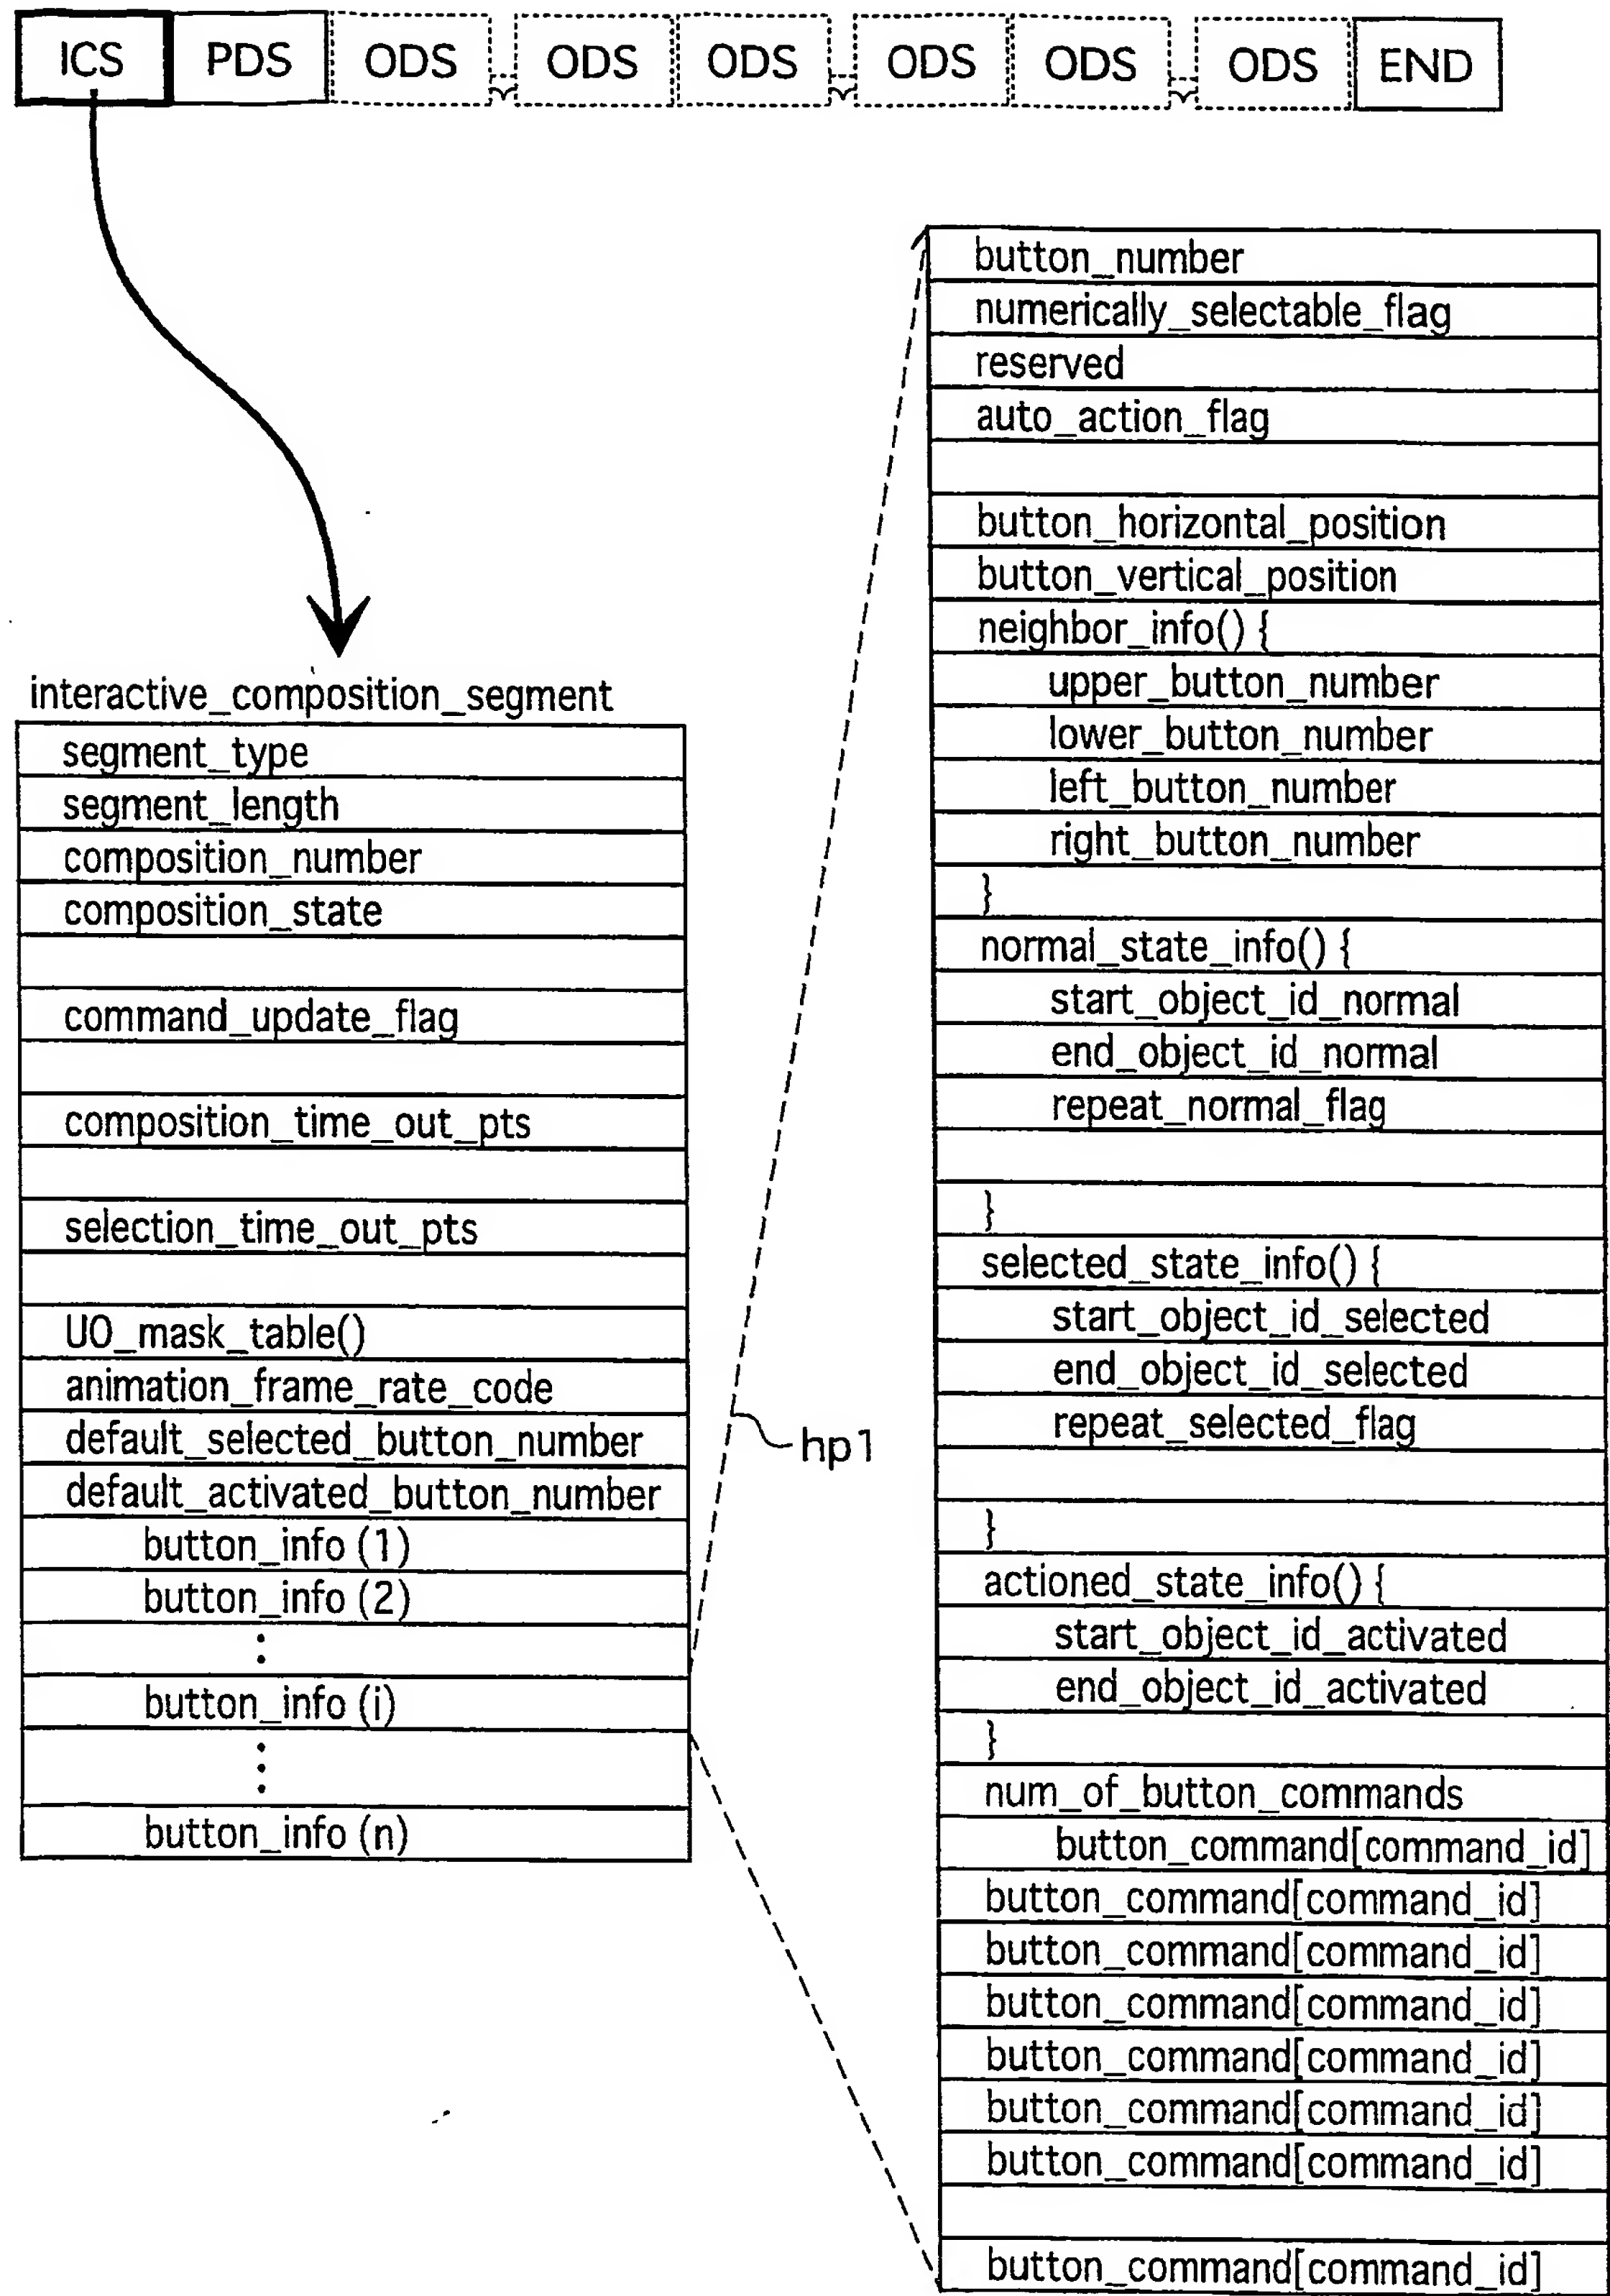 ICS PDS ODS ODS ODS ODS ODS ODS END
interactive_composition_segment
segment_type
segment_length
composition_number
composition_state
command_update_flag
composition_time_out_pts
selection_time_out_pts
UO_mask_table()
animation_frame_rate_code
default_selected_button_number
default_activated_button_number
button_info (1)
button_info (2)
button_info (i)
button_info (n)
hp1
button_number
numerically_selectable_flag
reserved
auto_action_flag
button_horizontal_position
button_vertical_position
neighbor_info() {
upper_button_number
lower_button_number
left_button_number
right_button_number
}
normal_state_info() {
start_object_id_normal
end_object_id_normal
repeat_normal_flag
}
selected_state_info() {
start_object_id_selected
end_object_id_selected
repeat_selected_flag
}
actioned_state_info() {
start_object_id_activated
end_object_id_activated
}
num_of_button_commands
button_command[command_id]
button_command[command_id]
button_command[command_id]
button_command[command_id]
button_command[command_id]
button_command[command_id]
button_command[command_id]
button_command[command_id]